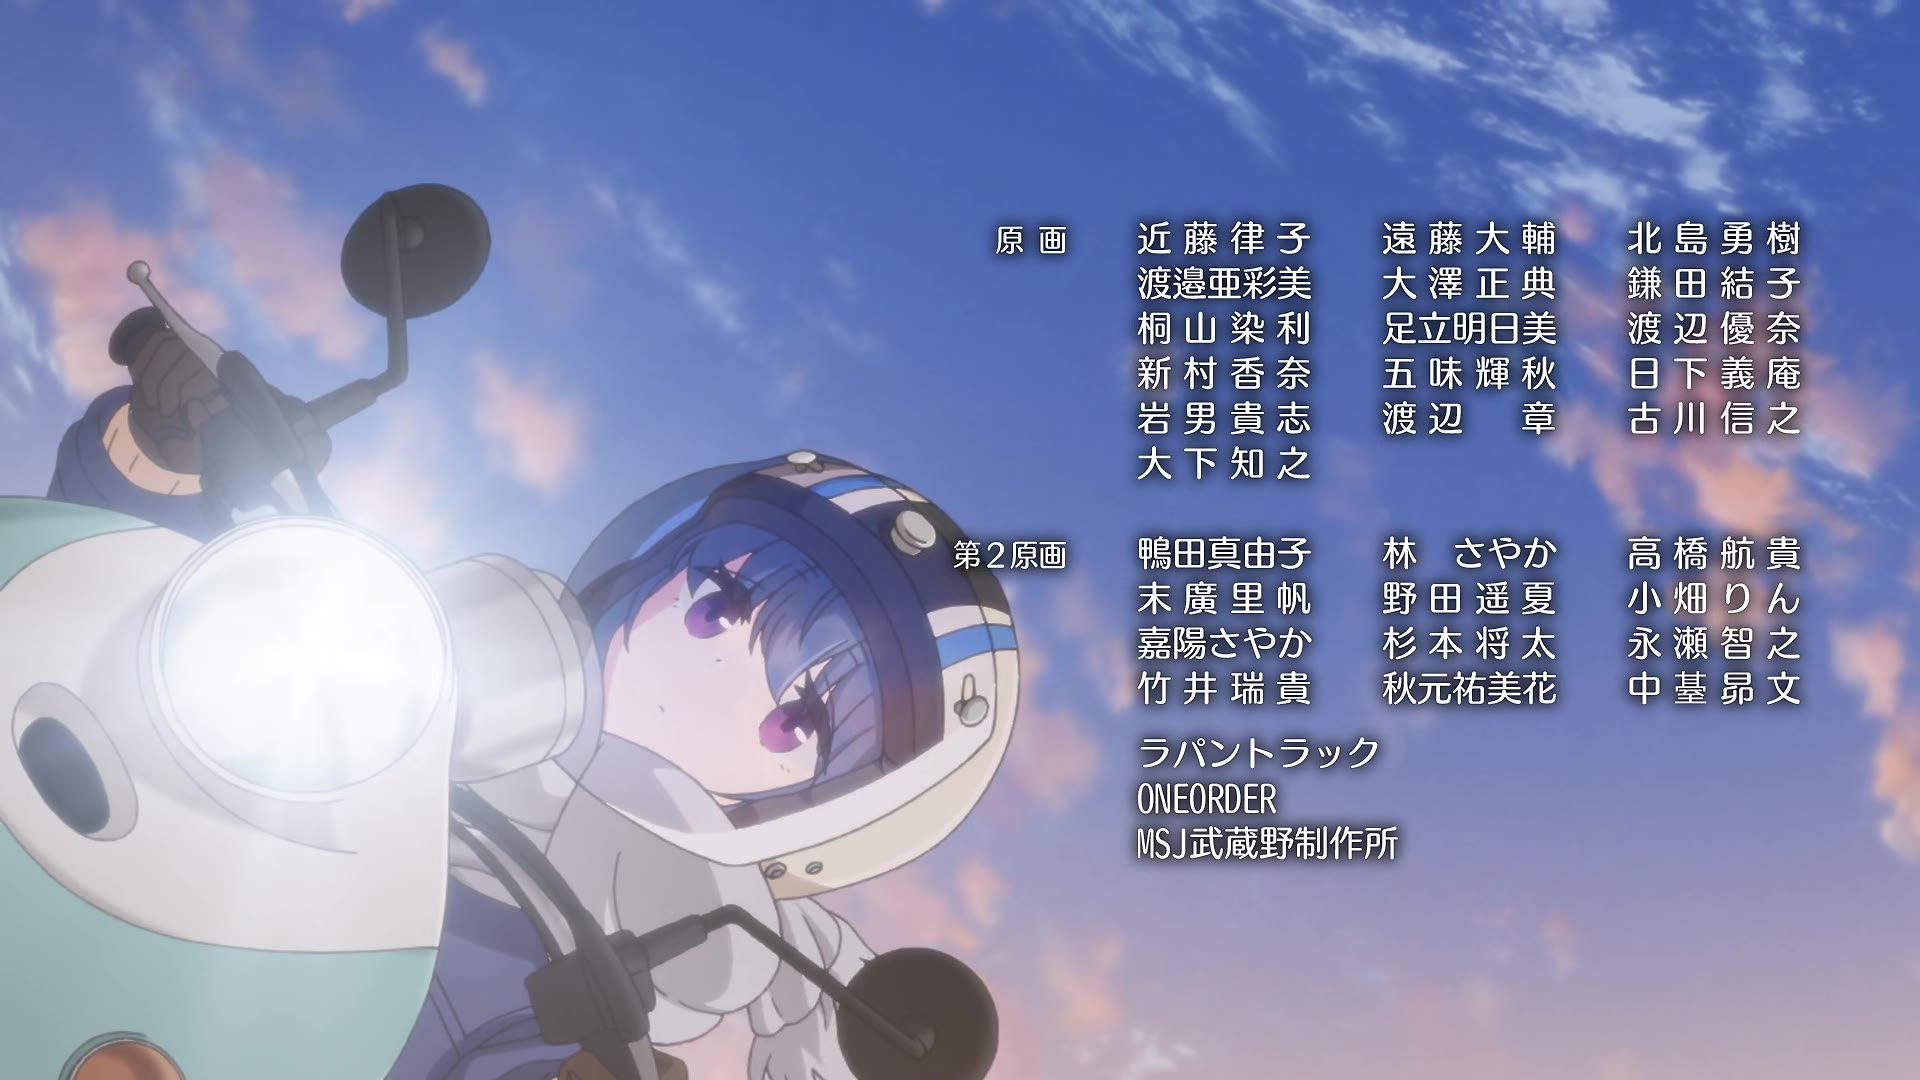 原画 近藤律子 遠藤大輔 北島勇樹
渡邉亜彩美 大澤正典 鎌田結子
桐山染利 足立明日美 渡辺優奈
新村香奈 五味輝秋 日下義庵
岩男貴志 渡辺 章 古川信之
大下知之
第2原画 鴨田真由子 林 さやか 高橋航貴
末廣里帆 野田遥夏 小畑りん
嘉陽さやか 杉本将太 永瀬智之
竹井瑞貴 秋元祐美花 中䑓昴文
ラパントラック
ONEORDER
MSJ武蔵野制作所